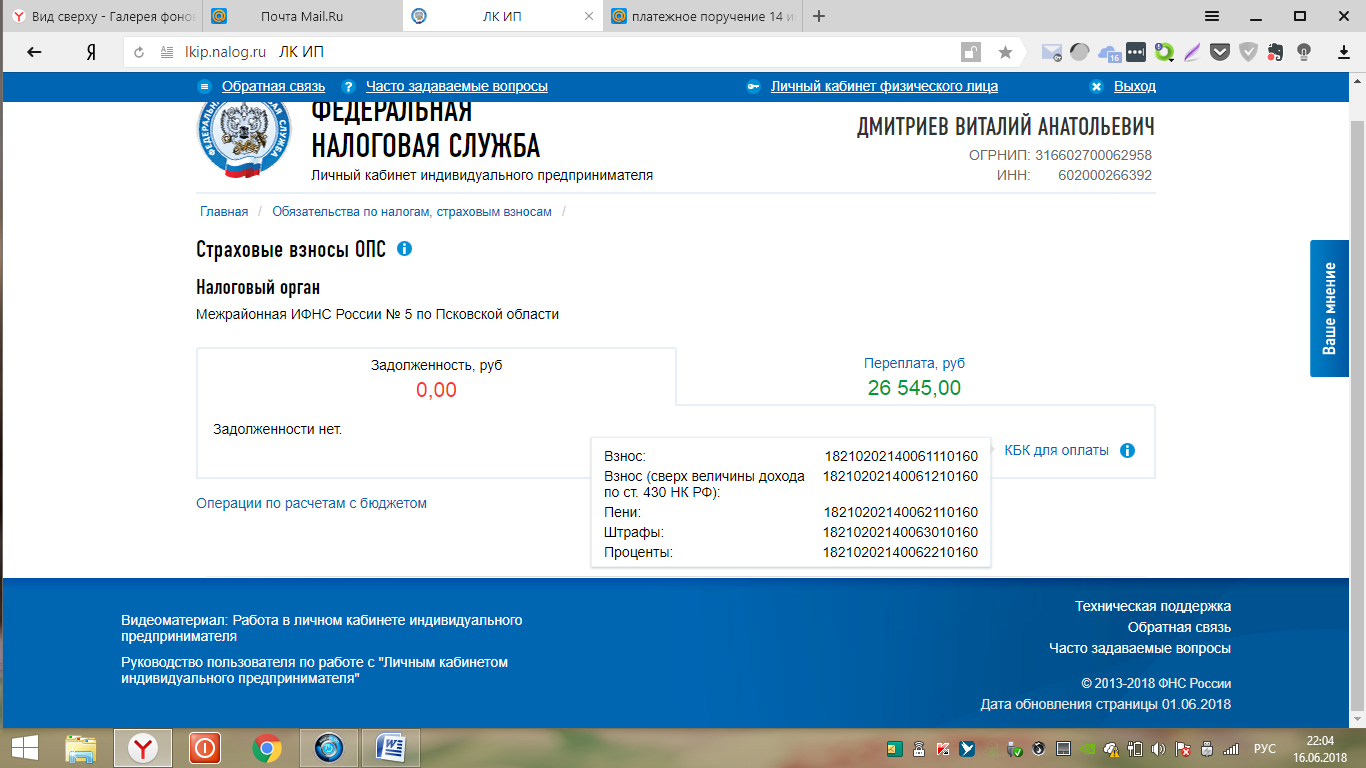 Вид сверху - Галерея фонов
Почта Mail.Ru
ЛК ИП
платежное поручение 14 и
Я
lkip.nalog.ru ЛК ИП
16
Обратная связь
Часто задаваемые вопросы
Личный кабинет физического лица
Выход
ФЕДЕРАЛЬНАЯ
НАЛОГОВАЯ СЛУЖБА
Личный кабинет индивидуального предпринимателя
ДМИТРИЕВ ВИТАЛИЙ АНАТОЛЬЕВИЧ
ОГРНИП: 316602700062958
ИНН: 602000266392
Главная / Обязательства по налогам, страховым взносам /
Страховые взносы ОПС
Налоговый орган
Межрайонная ИФНС России № 5 по Псковской области
Задолженность, руб
0,00
Переплата, руб
26 545,00
Задолженности нет.
КБК для оплаты
Взнос: 18210202140061110160
Взнос (сверх величины дохода 18210202140061210160
по ст. 430 НК РФ):
Пени: 18210202140062110160
Штрафы: 18210202140063010160
Проценты: 18210202140062210160
Операции по расчетам с бюджетом
Ваше мнение
Видеоматериал: Работа в личном кабинете индивидуального
предпринимателя
Руководство пользователя по работе с "Личным кабинетом
индивидуального предпринимателя"
Техническая поддержка
Обратная связь
Часто задаваемые вопросы
© 2013-2018 ФНС России
Дата обновления страницы 01.06.2018
РУС
22:04
16.06.2018